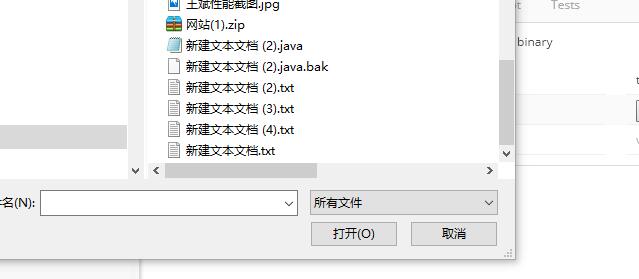 王斌性能截图.jpg
Tests
网站(1).zip
binary
新建文本文档 (2).java
新建文本文档 (2).java.bak
新建文本文档 (2).txt
新建文本文档 (3).txt
新建文本文档 (4).txt
新建文本文档.txt
名(N):
所有文件
打开(O)
取消